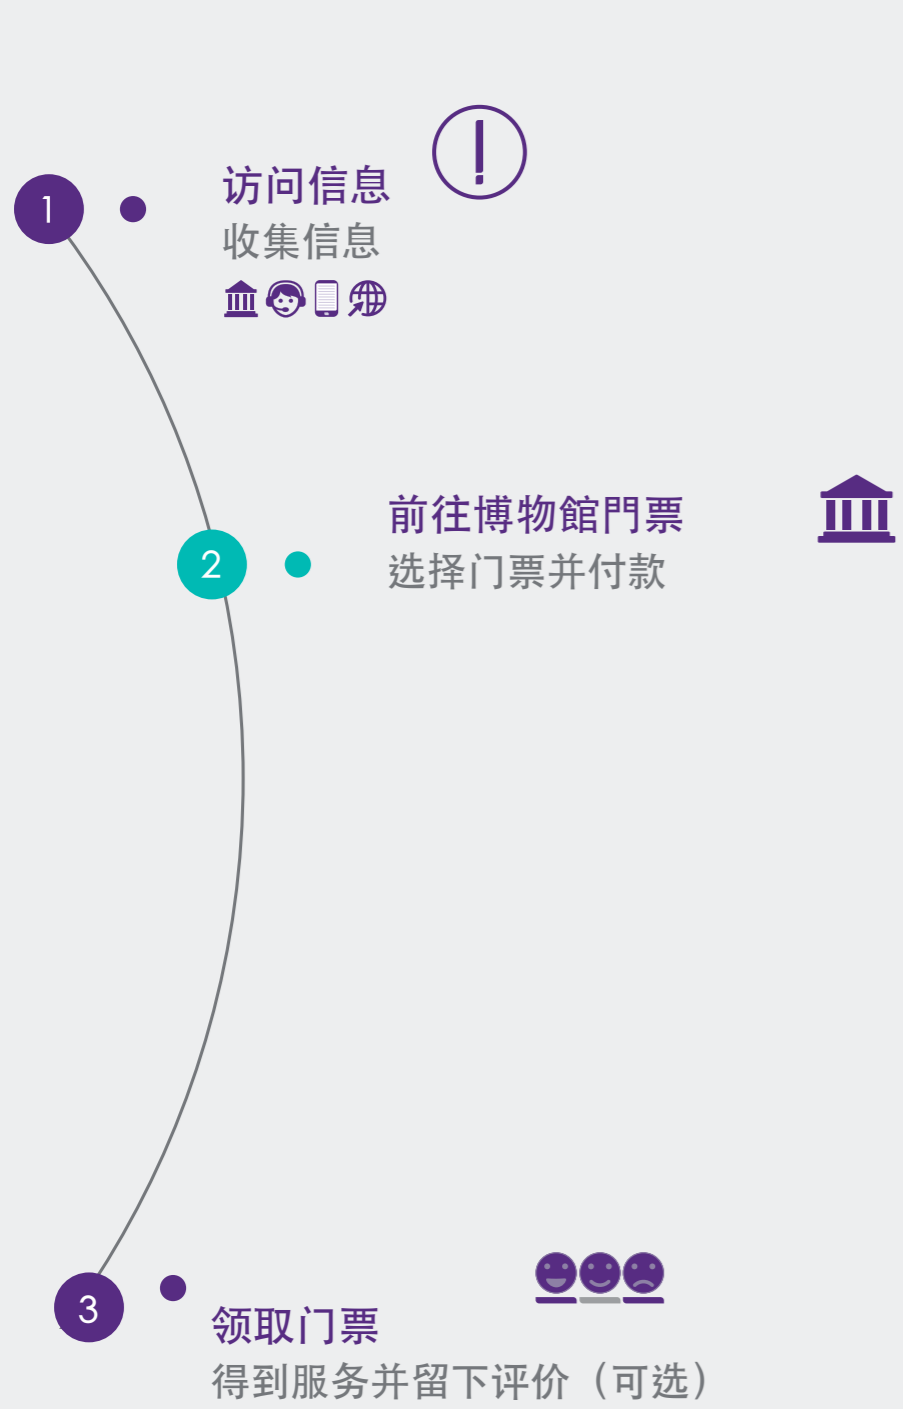 1
访问信息
收集信息
2
前往博物館門票
选择门票并付款
3
领取门票
得到服务并留下评价（可选）